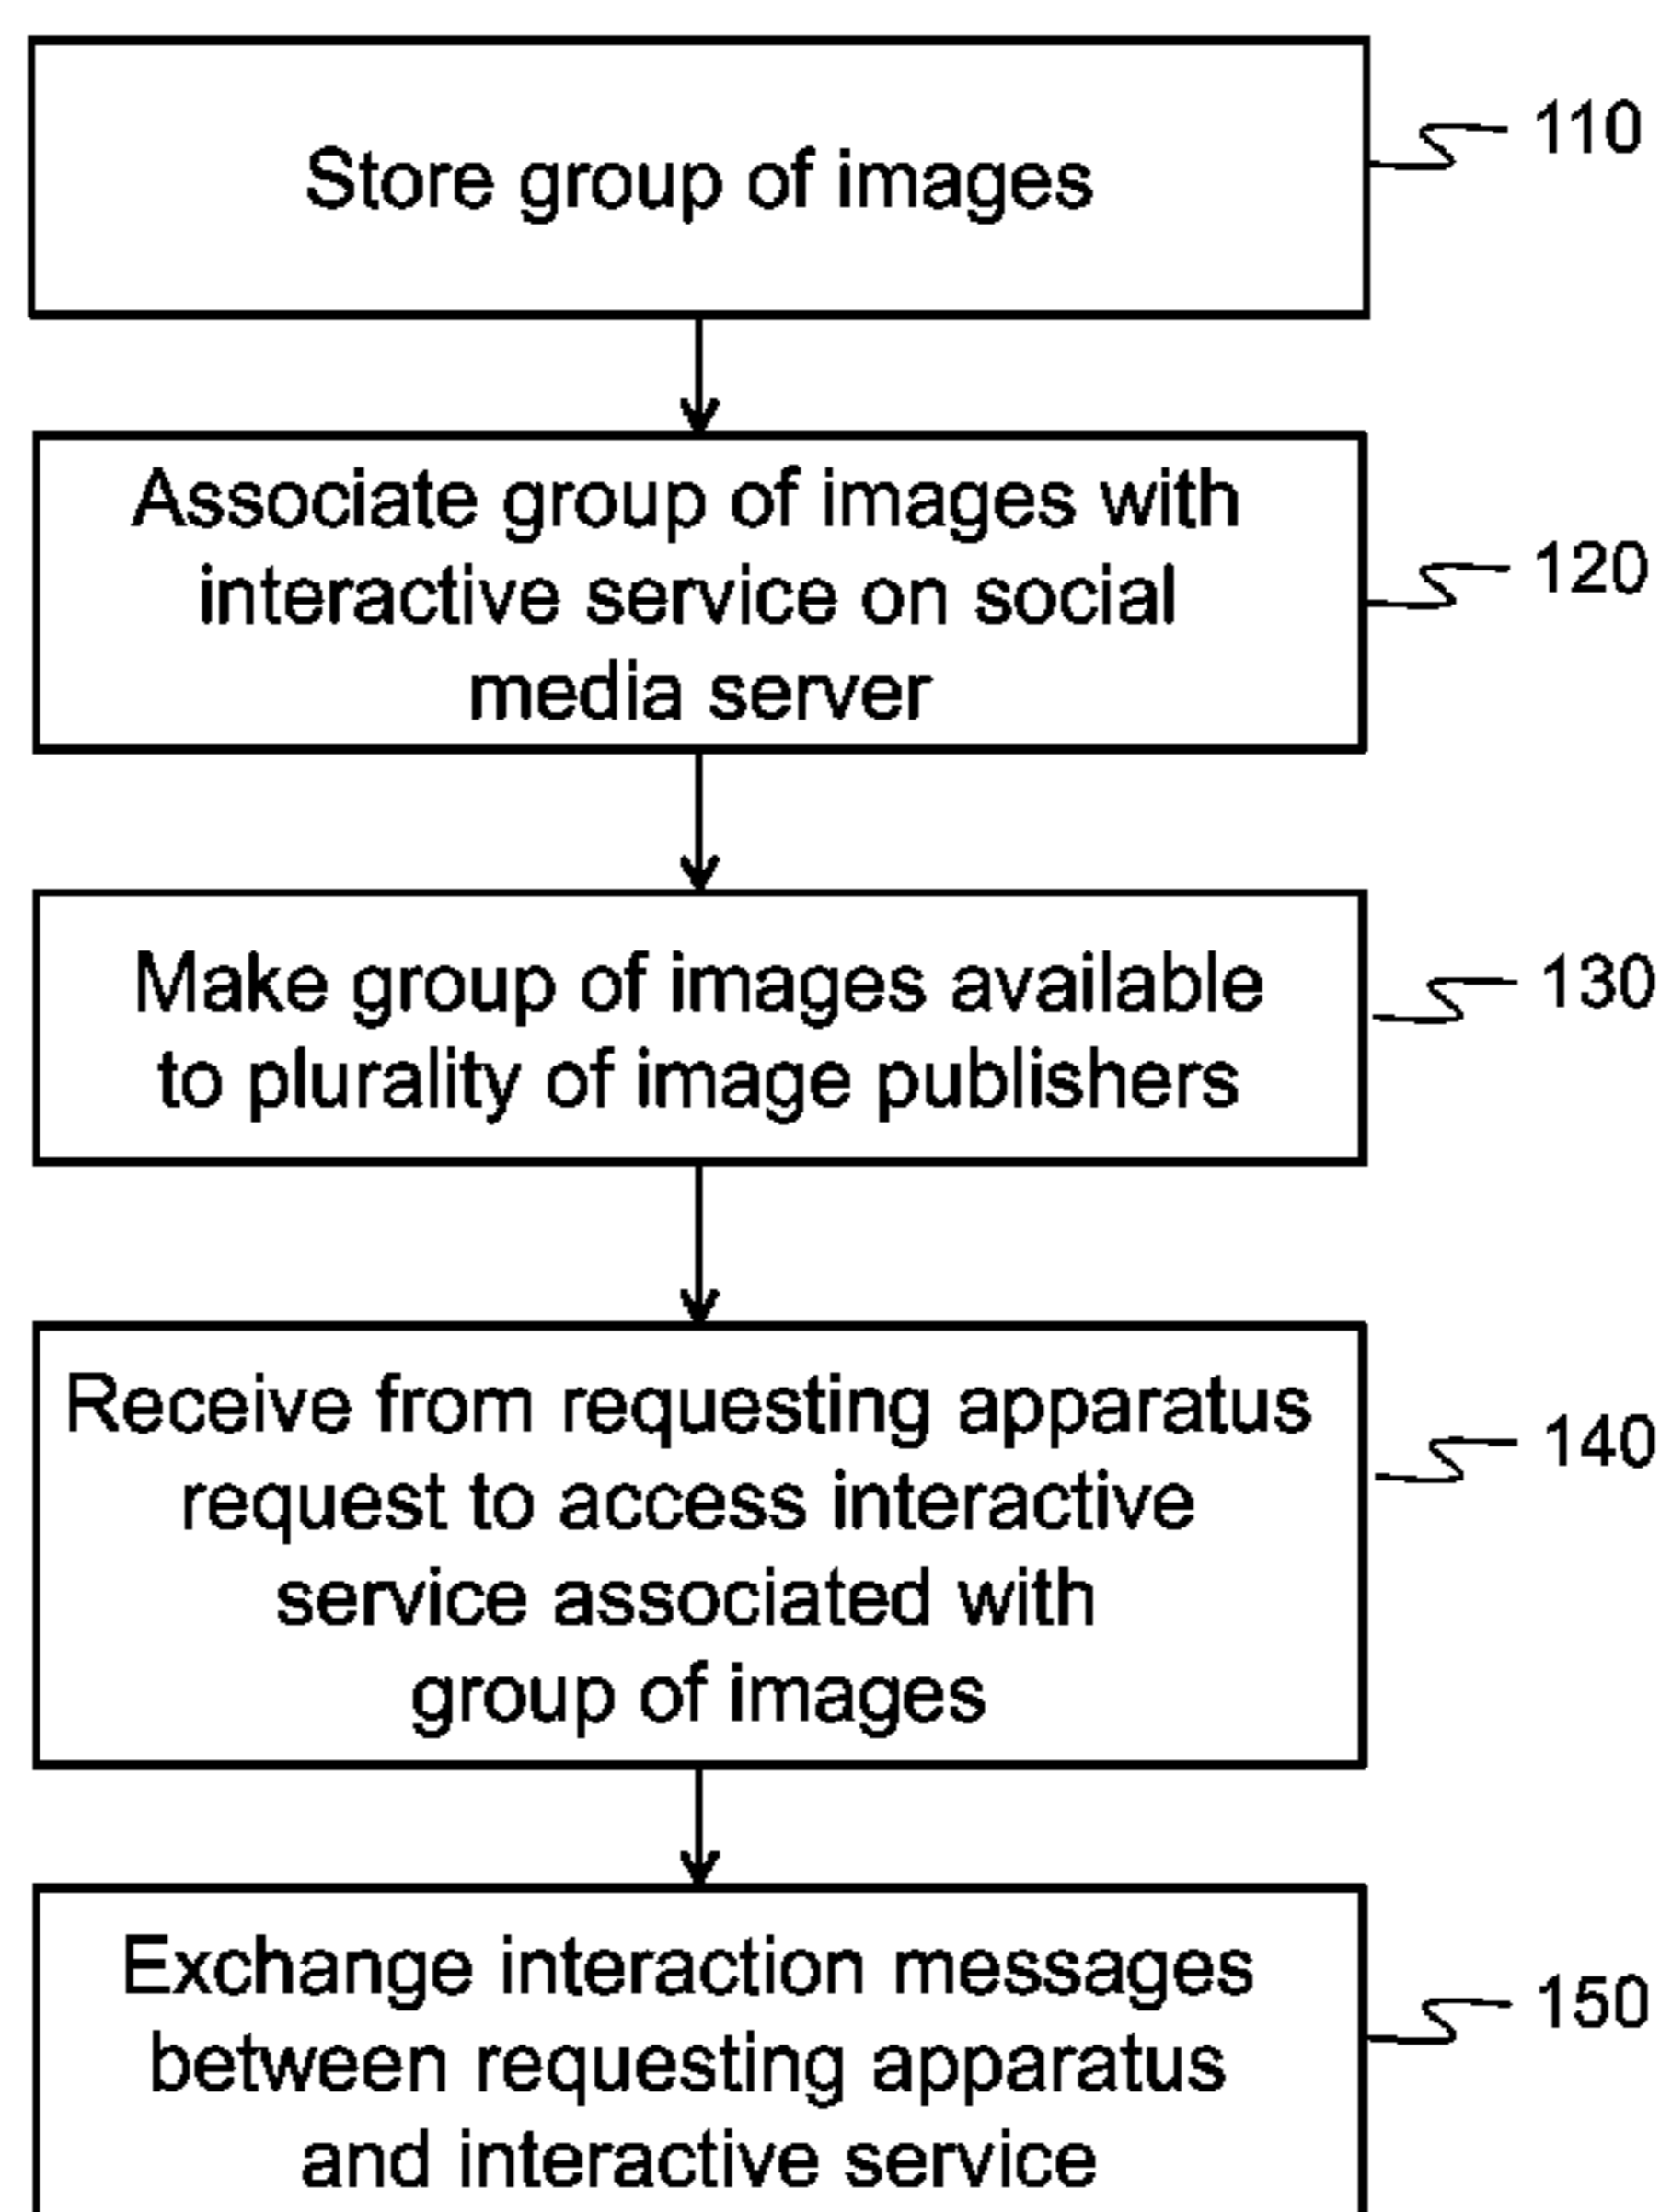 Store group of images
110
Associate group of images with
interactive service on social
media server
120
Make group of images available
to plurality of image publishers
130
Receive from requesting apparatus
request to access interactive
service associated with
group of images
140
Exchange interaction messages
between requesting apparatus
and interactive service
150